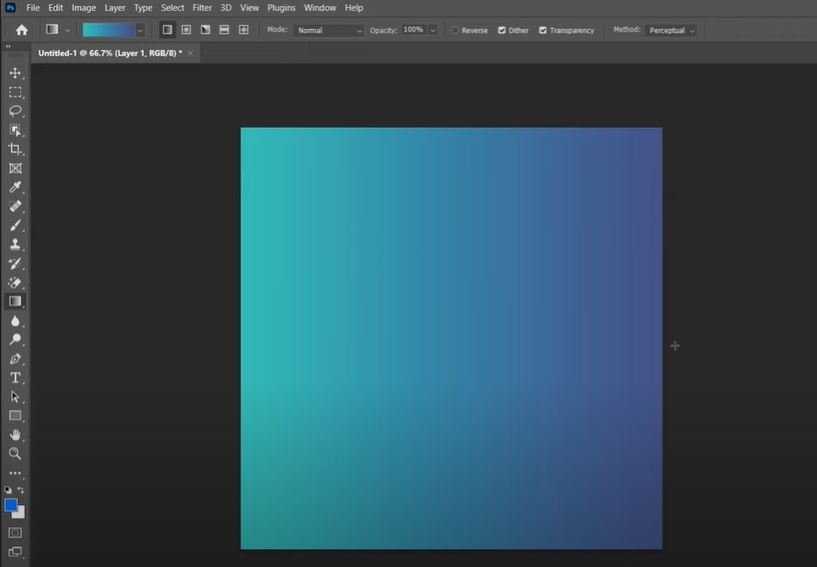 Ps File Edit Image Layer Type Select Filter 3D View Plugins Window Help
Mode: Normal Opacity: 100% Reverse Dither Transparency Method: Perceptual
Untitled-1 @ 66.7% (Layer 1, RGB/8) * ×
T